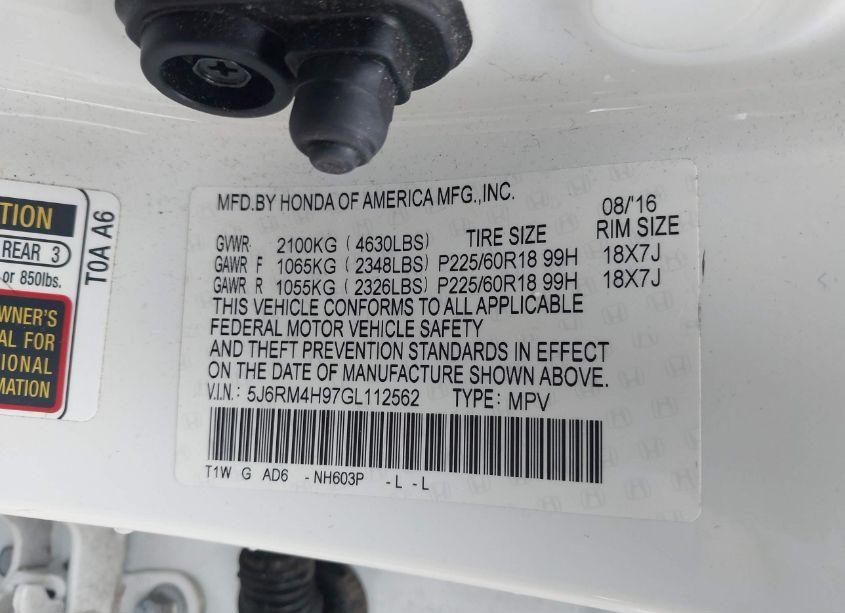 TION
REAR 3
or 850lbs.
WNER'S
AL FOR
IONAL
MATION
T0A A6
MFD.BY HONDA OF AMERICA MFG.,INC. 08/'16
GVWR 2100KG (4630LBS) TIRE SIZE RIM SIZE
GAWR F 1065KG (2348LBS) P225/60R18 99H 18X7J
GAWR R 1055KG (2326LBS) P225/60R18 99H 18X7J
THIS VEHICLE CONFORMS TO ALL APPLICABLE
FEDERAL MOTOR VEHICLE SAFETY
AND THEFT PREVENTION STANDARDS IN EFFECT
ON THE DATE OF MANUFACTURE SHOWN ABOVE.
V.I.N.: 5J6RM4H97GL112562 TYPE: MPV
T1W G AD6 -NH603P -L -L